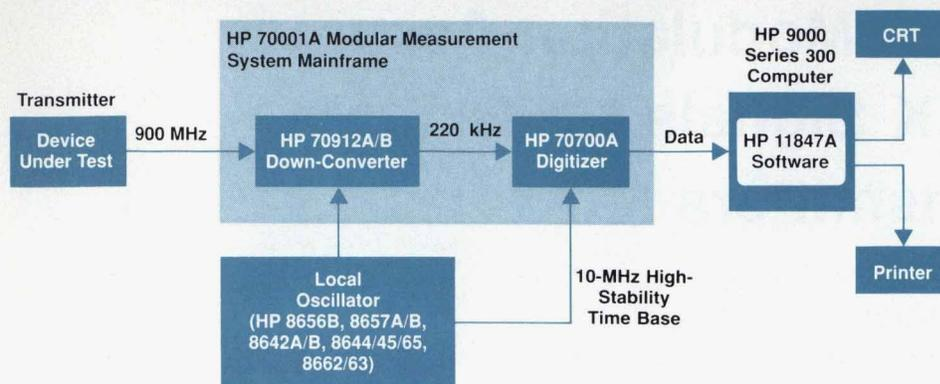 HP 70001A Modular Measurement
System Mainframe
Transmitter
Device
Under Test
900 MHz
HP 70912A/B
Down-Converter
220 kHz
HP 70700A
Digitizer
Data
HP 9000
Series 300
Computer
HP 11847A
Software
CRT
Printer
Local
Oscillator
(HP 8656B, 8657A/B,
8642A/B, 8644/45/65,
8662/63)
10-MHz High-
Stability
Time Base